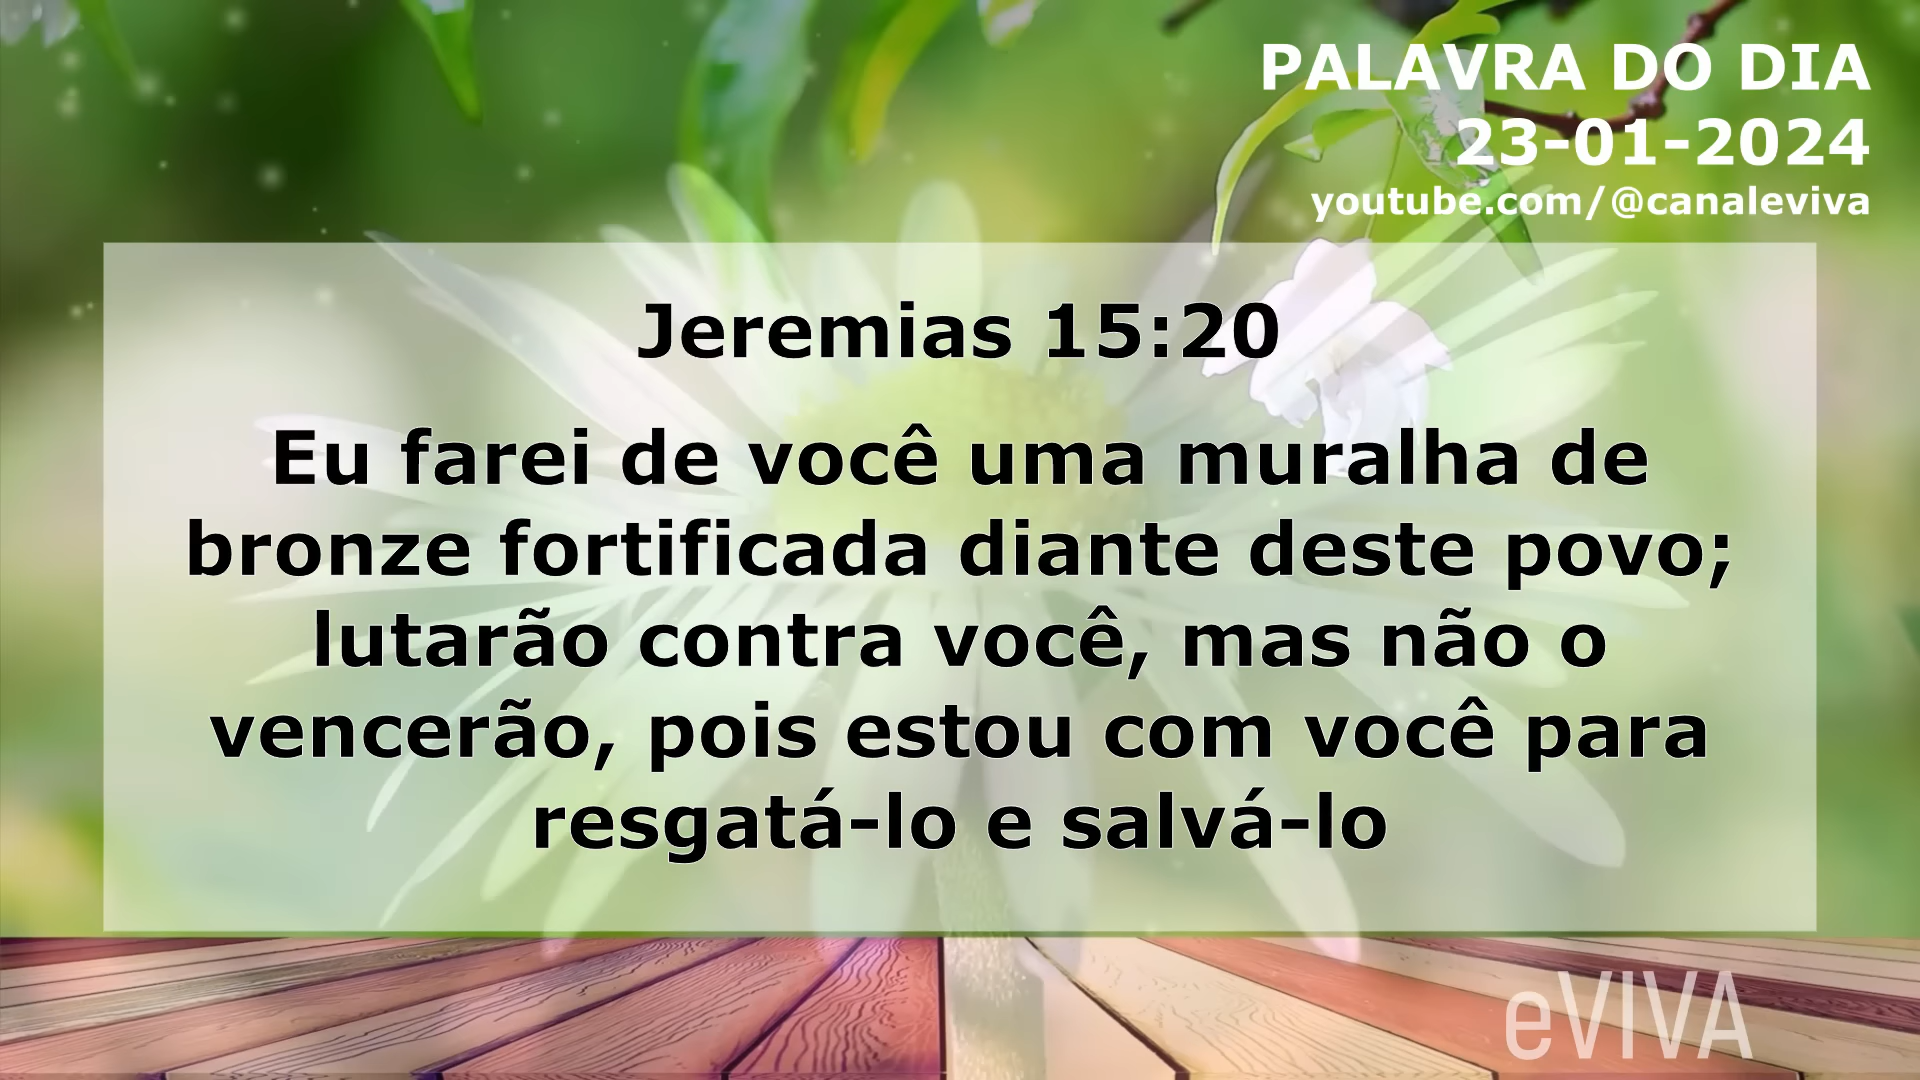 PALAVRA DO DIA
23-01-2024
youtube.com/@canaleviva
Jeremias 15:20
Eu farei de você uma muralha de
bronze fortificada diante deste povo;
lutarão contra você, mas não o
vencerão, pois estou com você para
resgatá-lo e salvá-lo
eVIVA